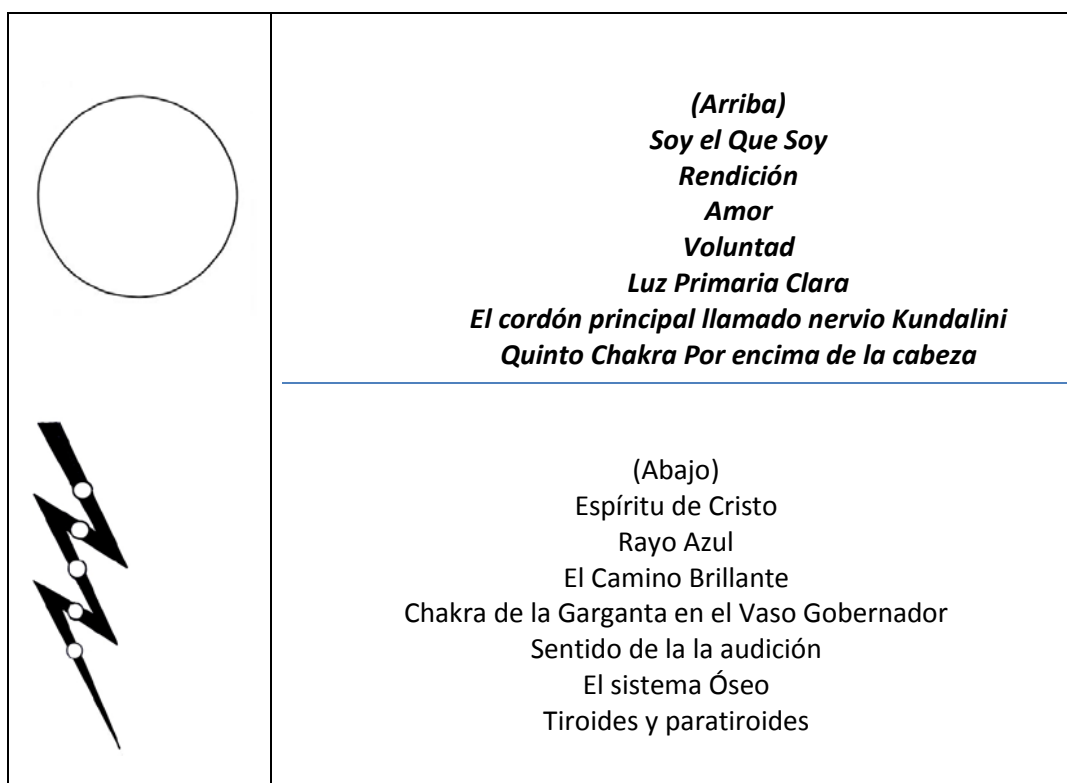 (Arriba)
Soy el Que Soy
Rendición
Amor
Voluntad
Luz Primaria Clara
El cordón principal llamado nervio Kundalini
Quinto Chakra Por encima de la cabeza
(Abajo)
Espíritu de Cristo
Rayo Azul
El Camino Brillante
Chakra de la Garganta en el Vaso Gobernador
Sentido de la la audición
El sistema Óseo
Tiroides y paratiroides